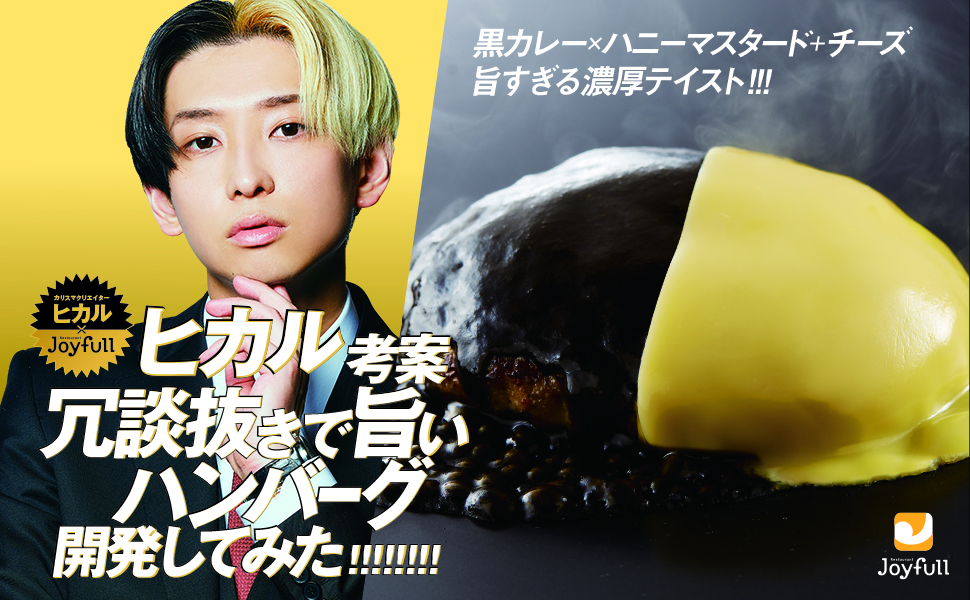 黒カレー×ハニーマスタード+チーズ
旨すぎる濃厚テイスト!!!
カリスマクリエイター
ヒカル
×
Restaurant
Joyfull
ヒカル考案
冗談抜きで旨い
ハンバーグ
開発してみた!!!!!!!!!
Restaurant
Joyfull